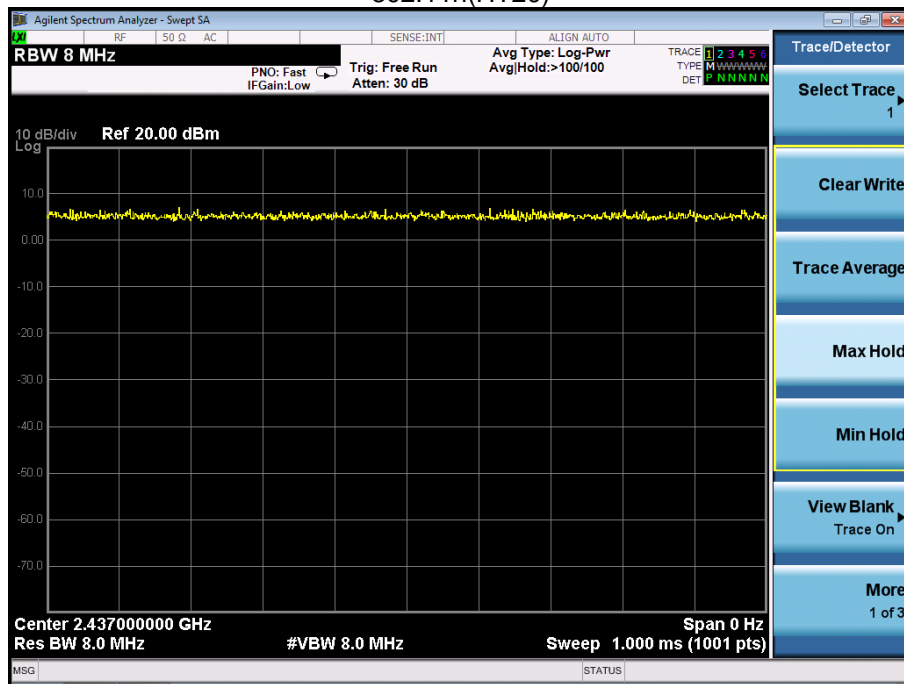 Agilent Spectrum Analyzer - Swept SA
LXI RF 50 Ω AC SENSE:INT ALIGN AUTO
RBW 8 MHz
PNO: Fast
IFGain:Low
Trig: Free Run
Atten: 30 dB
Avg Type: Log-Pwr
Avg|Hold:>100/100
TRACE 1 2 3 4 5 6
TYPE M WWWWW
DET P N N N N N
10 dB/div Ref 20.00 dBm
Log
10.0
0.00
-10.0
-20.0
-30.0
-40.0
-50.0
-60.0
-70.0
Center 2.437000000 GHz Span 0 Hz
Res BW 8.0 MHz #VBW 8.0 MHz Sweep 1.000 ms (1001 pts)
MSG STATUS
Trace/Detector
Select Trace
1
Clear Write
Trace Average
Max Hold
Min Hold
View Blank
Trace On
More
1 of 3